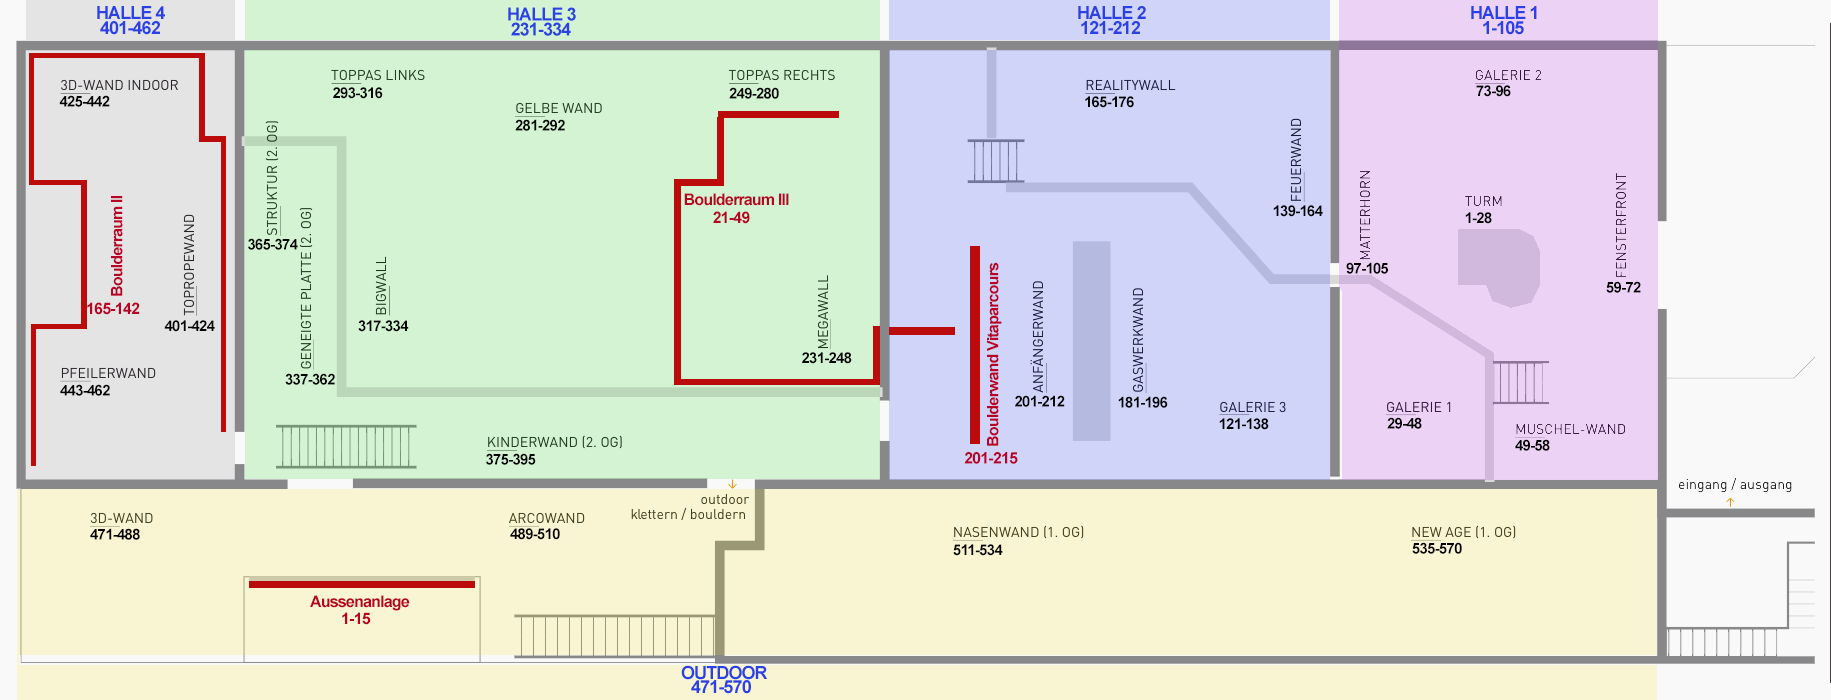 HALLE 4
401-462
HALLE 3
231-334
HALLE 2
121-212
HALLE 1
1-105
3D-WAND INDOOR
425-442
Boulderraum II
165-142
TOPROPEWAND
401-424
PFEILERWAND
443-462
TOPPAS LINKS
293-316
GELBE WAND
281-292
TOPPAS RECHTS
249-280
STRUKTUR (2. OG)
365-374
GENEIGTE PLATTE (2. OG)
337-362
BIGWALL
317-334
Boulderraum III
21-49
MEGAWALL
231-248
KINDERWAND (2. OG)
375-395
REALITYWALL
165-176
FEUERWAND
139-164
Boulderwand Vitaparcours
201-215
ANFÄNGERWAND
201-212
GASWERKWAND
181-196
GALERIE 3
121-138
GALERIE 2
73-96
MATTERHORN
97-105
TURM
1-28
FENSTERFRONT
59-72
GALERIE 1
29-48
MUSCHEL-WAND
49-58
eingang / ausgang
outdoor
klettern / bouldern
3D-WAND
471-488
ARCOWAND
489-510
NASENWAND (1. OG)
511-534
NEW AGE (1. OG)
535-570
Aussenanlage
1-15
OUTDOOR
471-570